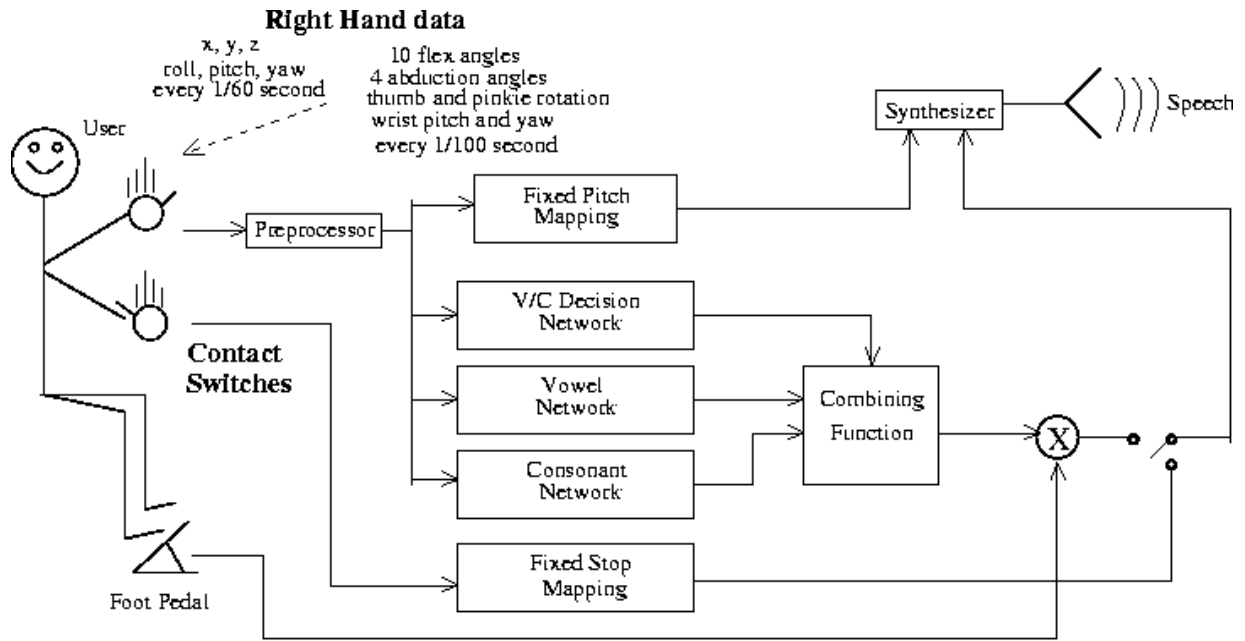 Right Hand data
x, y, z
roll, pitch, yaw
every 1/60 second
10 flex angles
4 abduction angles
thumb and pinkie rotation
wrist pitch and yaw
every 1/100 second
User
Synthesizer
Speech
Preprocessor
Fixed Pitch
Mapping
V/C Decision
Network
Contact
Switches
Vowel
Network
Combining
Function
X
Consonant
Network
Fixed Stop
Mapping
Foot Pedal